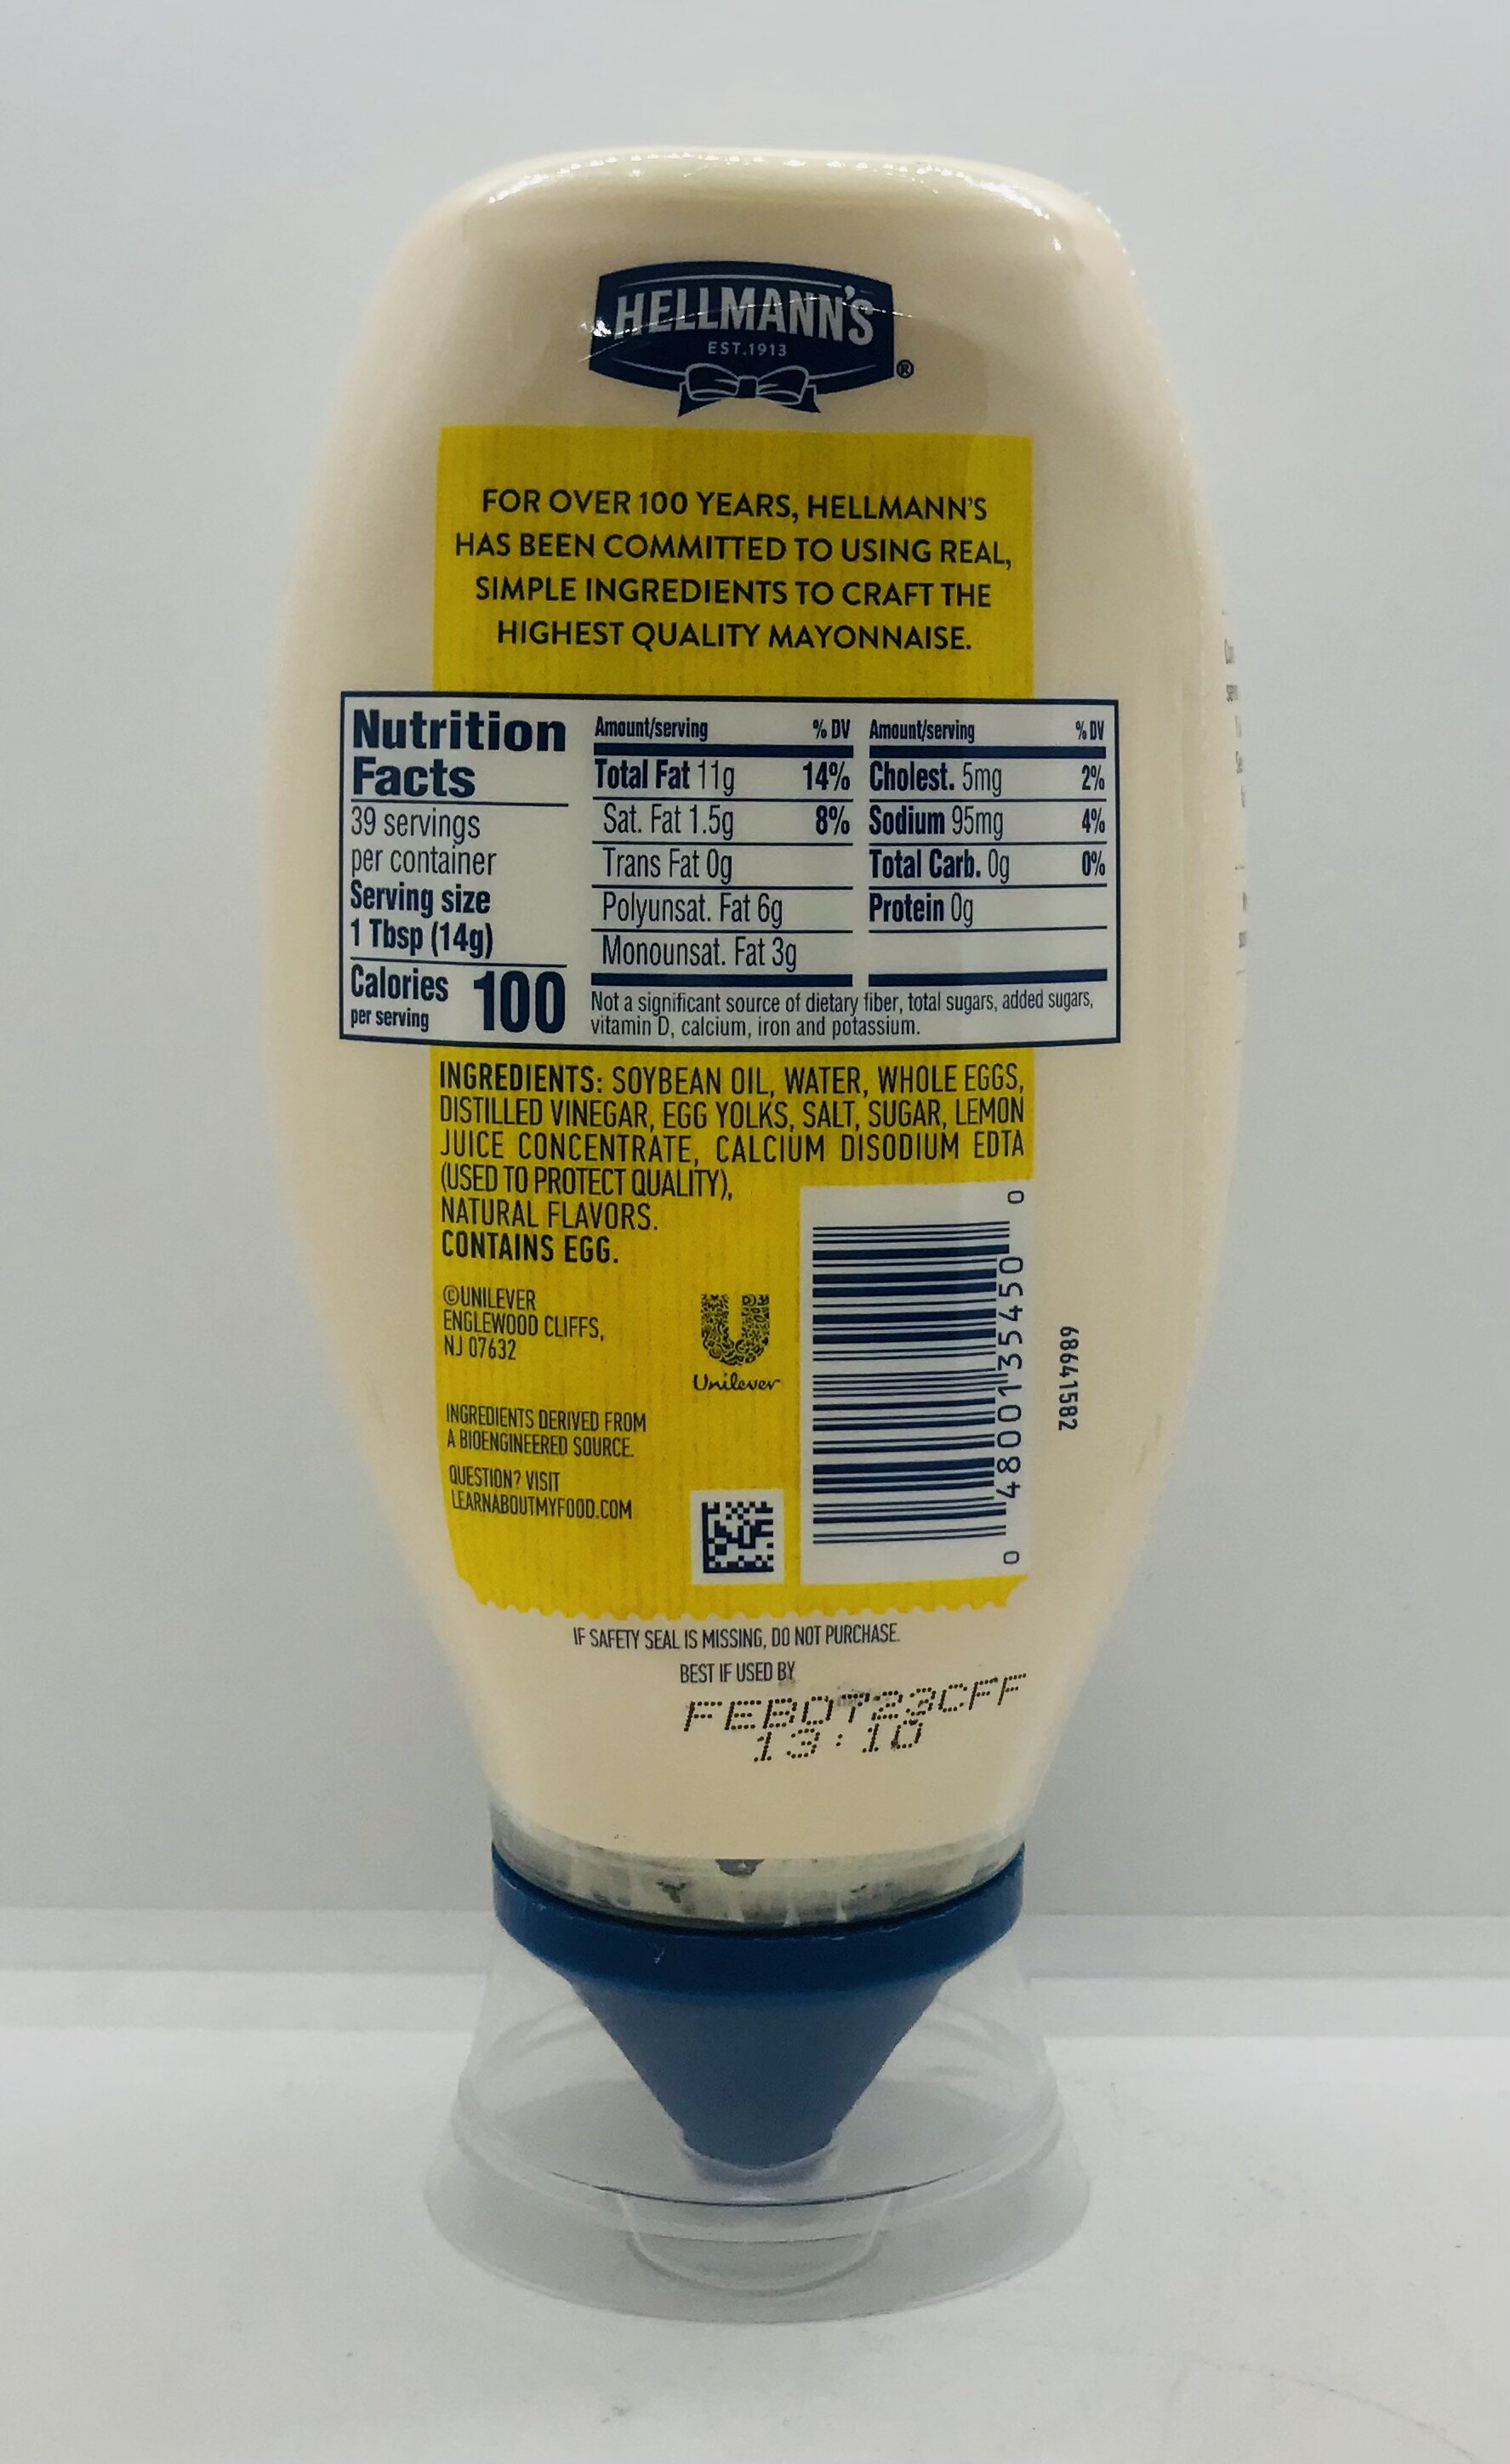 HELLMANN'S
EST.1913
®
FOR OVER 100 YEARS, HELLMANN'S
HAS BEEN COMMITTED TO USING REAL,
SIMPLE INGREDIENTS TO CRAFT THE
HIGHEST QUALITY MAYONNAISE.
Nutrition
Facts
39 servings
per container
Serving size
1 Tbsp (14g)
Calories 100
per serving
Amount/serving % DV
Total Fat 11g 14%
Sat. Fat 1.5g 8%
Trans Fat 0g
Polyunsat. Fat 6g
Monounsat. Fat 3g
Amount/serving % DV
Cholest. 5mg 2%
Sodium 95mg 4%
Total Carb. 0g 0%
Protein 0g
Not a significant source of dietary fiber, total sugars, added sugars,
vitamin D, calcium, iron and potassium.
INGREDIENTS: SOYBEAN OIL, WATER, WHOLE EGGS,
DISTILLED VINEGAR, EGG YOLKS, SALT, SUGAR, LEMON
JUICE CONCENTRATE, CALCIUM DISODIUM EDTA
(USED TO PROTECT QUALITY),
NATURAL FLAVORS.
CONTAINS EGG.
©UNILEVER
ENGLEWOOD CLIFFS,
NJ 07632
Unilever
INGREDIENTS DERIVED FROM
A BIOENGINEERED SOURCE.
QUESTION? VISIT
LEARNABOUTMYFOOD.COM
0 48001 35450 0
68641582
IF SAFETY SEAL IS MISSING, DO NOT PURCHASE.
BEST IF USED BY
FEB0723CFF
13:10